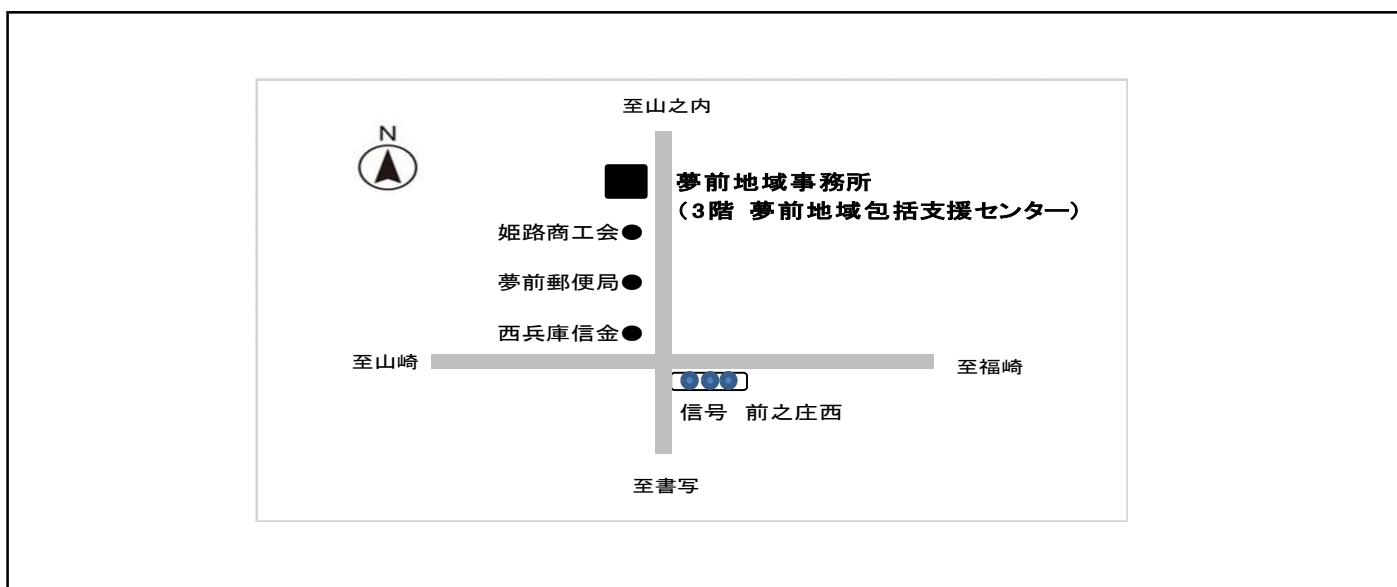 至山之内
N
夢前地域事務所
（3階 夢前地域包括支援センター）
姫路商工会
夢前郵便局
西兵庫信金
至山崎
至福崎
信号 前之庄西
至書写